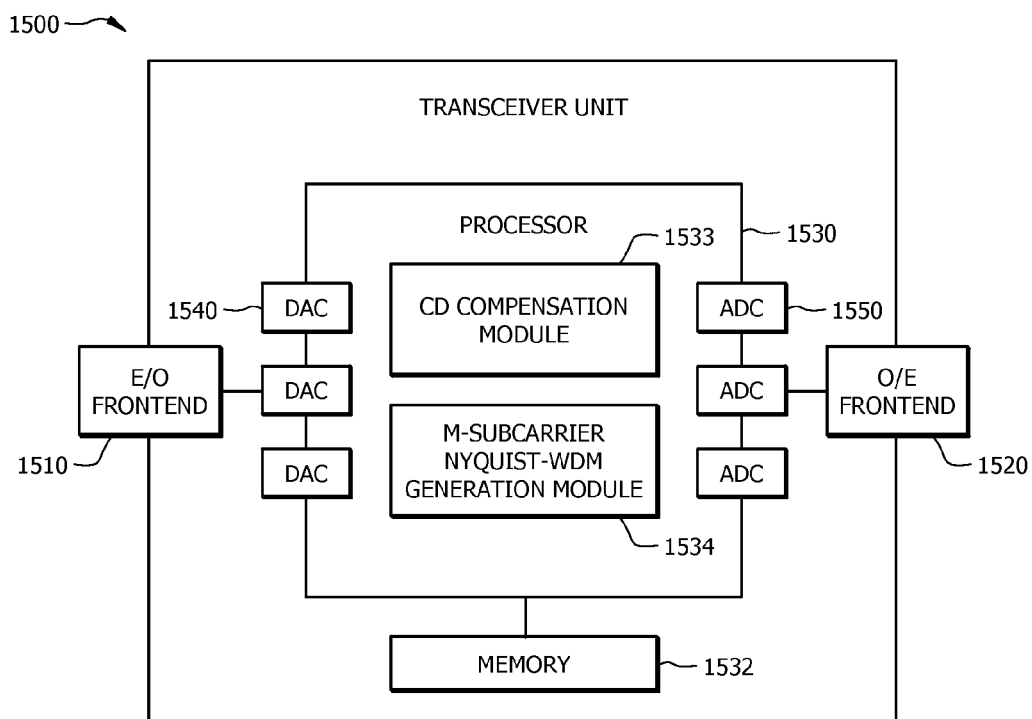 1500
TRANSCEIVER UNIT
PROCESSOR
1533
1530
CD COMPENSATION
MODULE
1540
DAC
ADC
1550
E/O
FRONTEND
DAC
ADC
O/E
FRONTEND
M-SUBCARRIER
NYQUIST-WDM
GENERATION MODULE
1510
DAC
ADC
1520
1534
MEMORY
1532